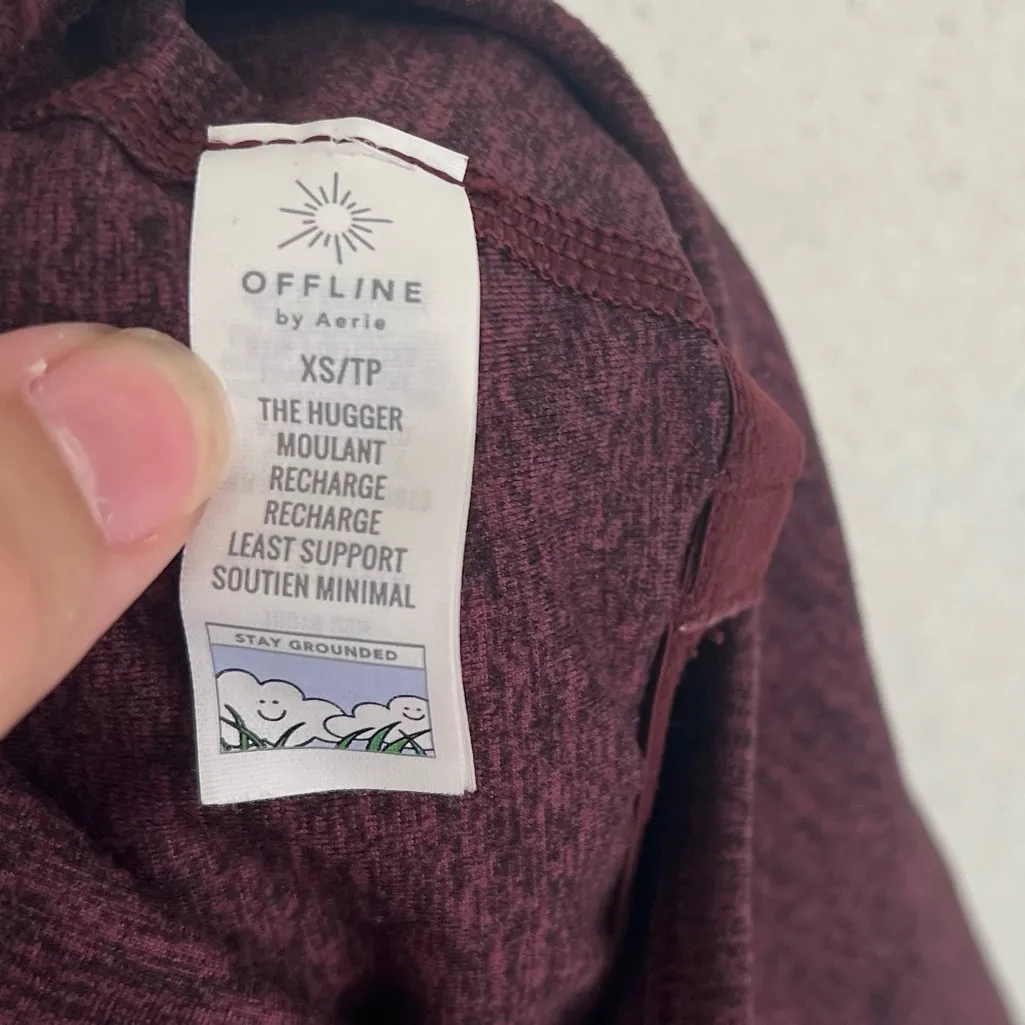 OFFLINE
by Aerie
XS/TP
THE HUGGER
MOULANT
RECHARGE
RECHARGE
LEAST SUPPORT
SOUTIEN MINIMAL
STAY GROUNDED